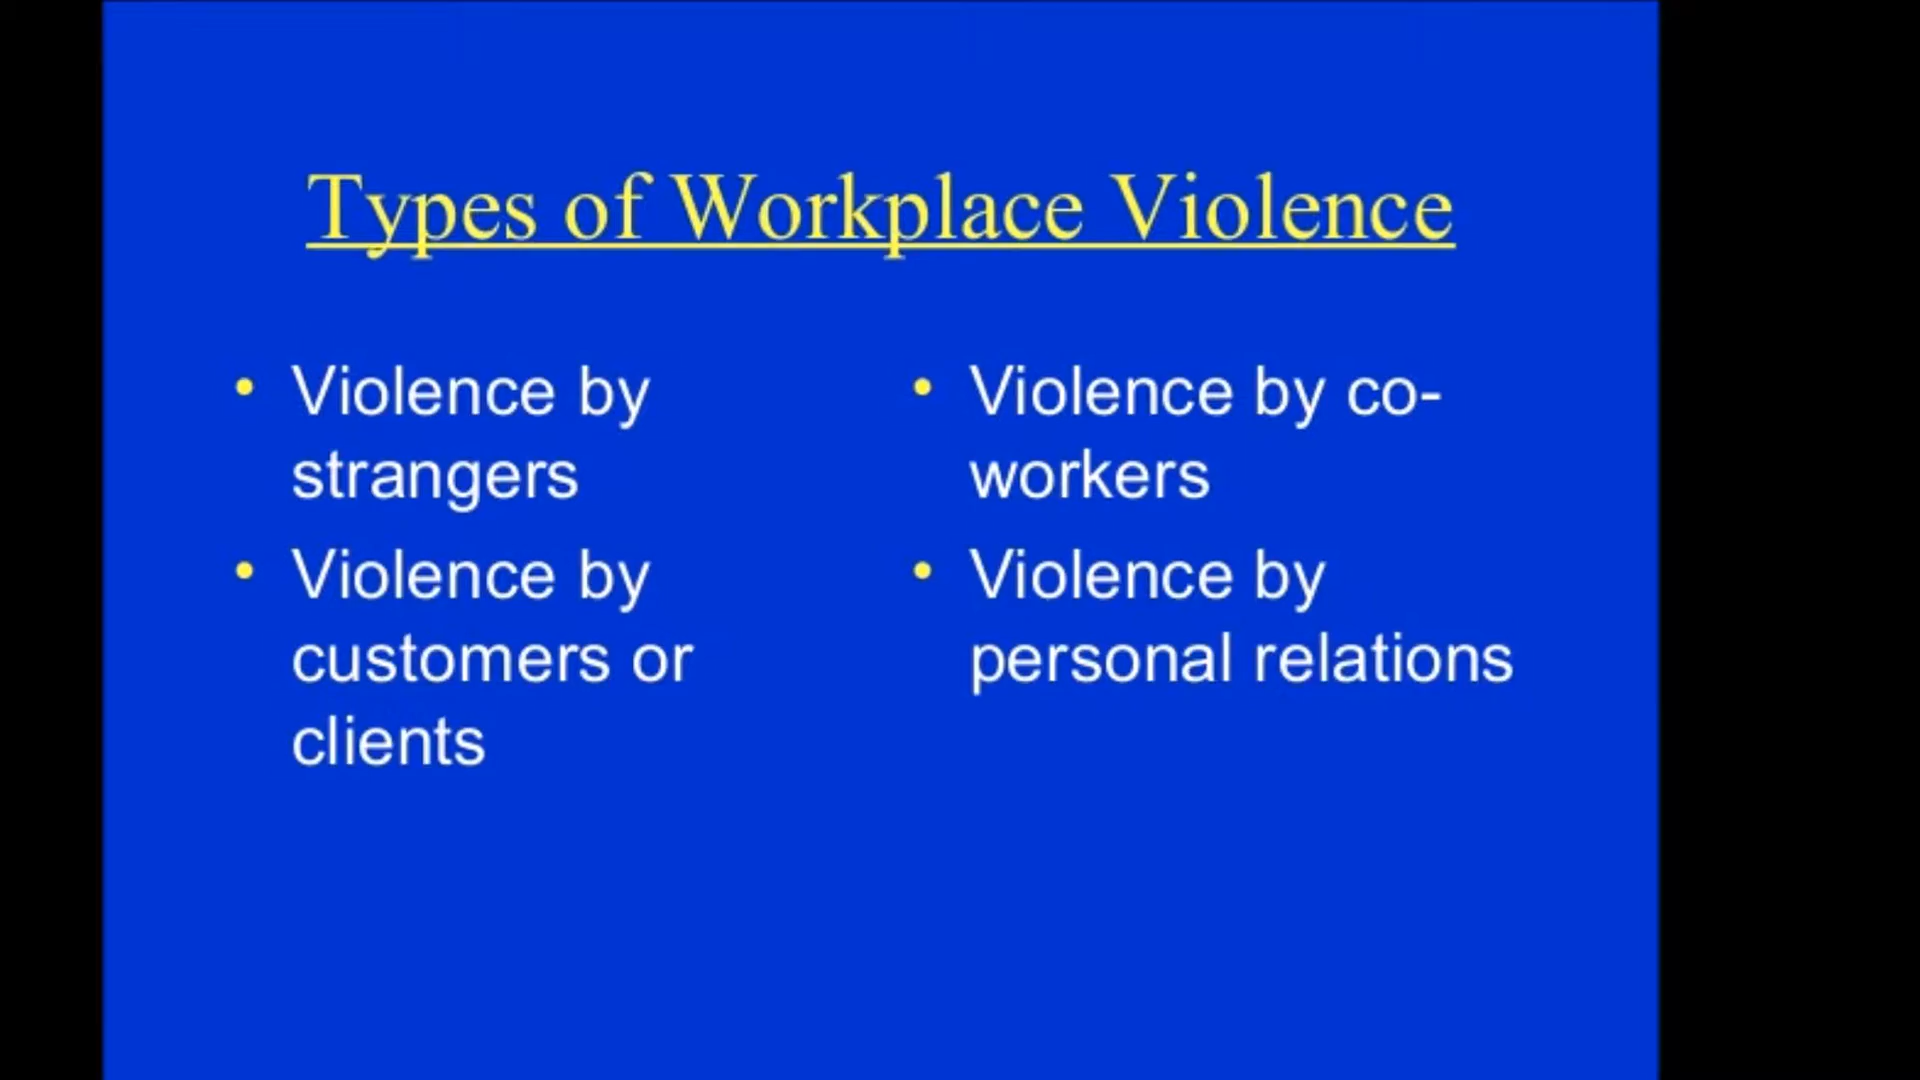 Types of Workplace Violence
• Violence by
strangers
• Violence by
customers or
clients
• Violence by co-
workers
• Violence by
personal relations